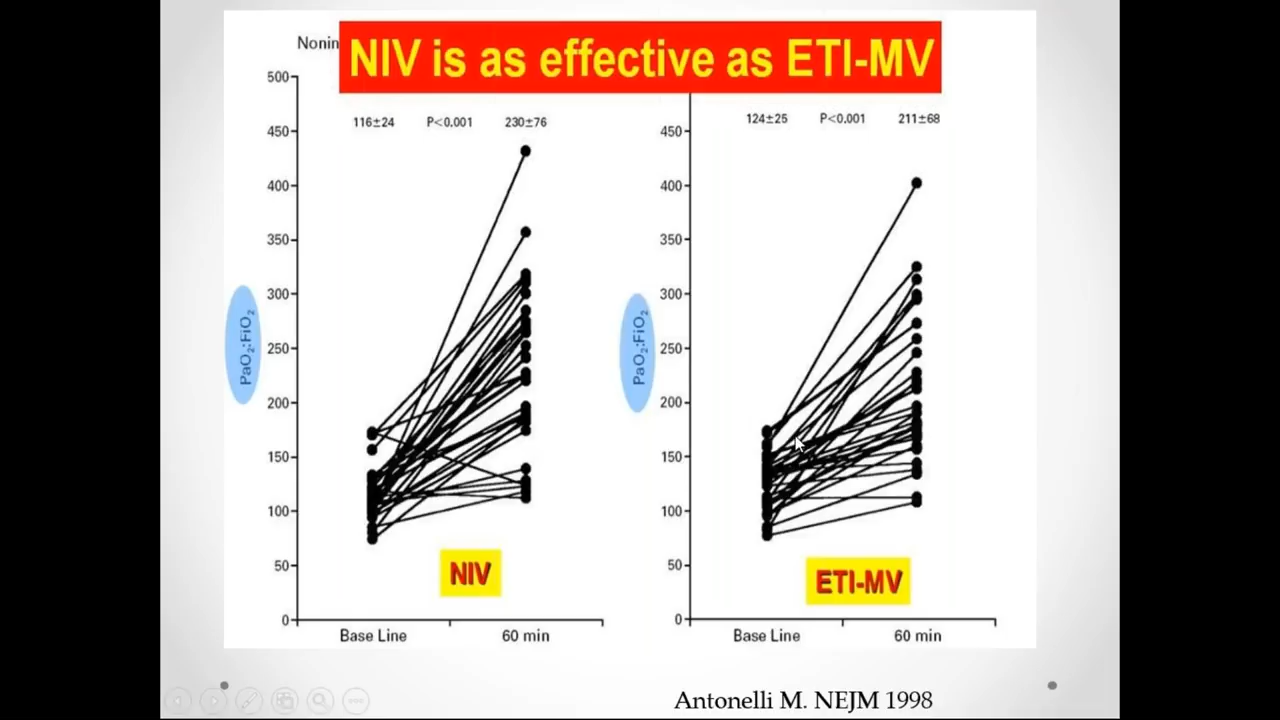 NIV is as effective as ETI-MV
Nonin
500
450
400
350
300
250
200
150
100
50
0
116±24 P<0.001 230±76
PaO₂:FiO₂
NIV
Base Line 60 min
450
400
350
300
250
200
150
100
50
0
124±25 P<0.001 211±68
PaO₂:FiO₂
ETI-MV
Base Line 60 min
Antonelli M. NEJM 1998